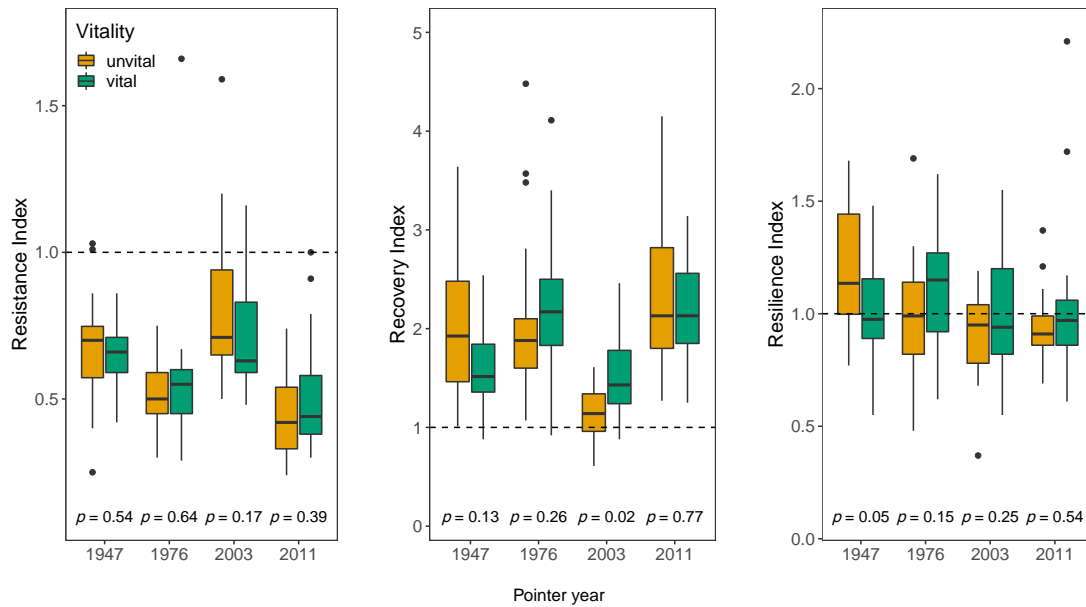 Vitality
unvital
vital
Resistance Index
1.5
1.0
0.5
p = 0.54 p = 0.64 p = 0.17 p = 0.39
1947 1976 2003 2011
Recovery Index
5
4
3
2
1
0
p = 0.13 p = 0.26 p = 0.02 p = 0.77
1947 1976 2003 2011
Resilience Index
2.0
1.5
1.0
0.5
0.0
p = 0.05 p = 0.15 p = 0.25 p = 0.54
1947 1976 2003 2011
Pointer year